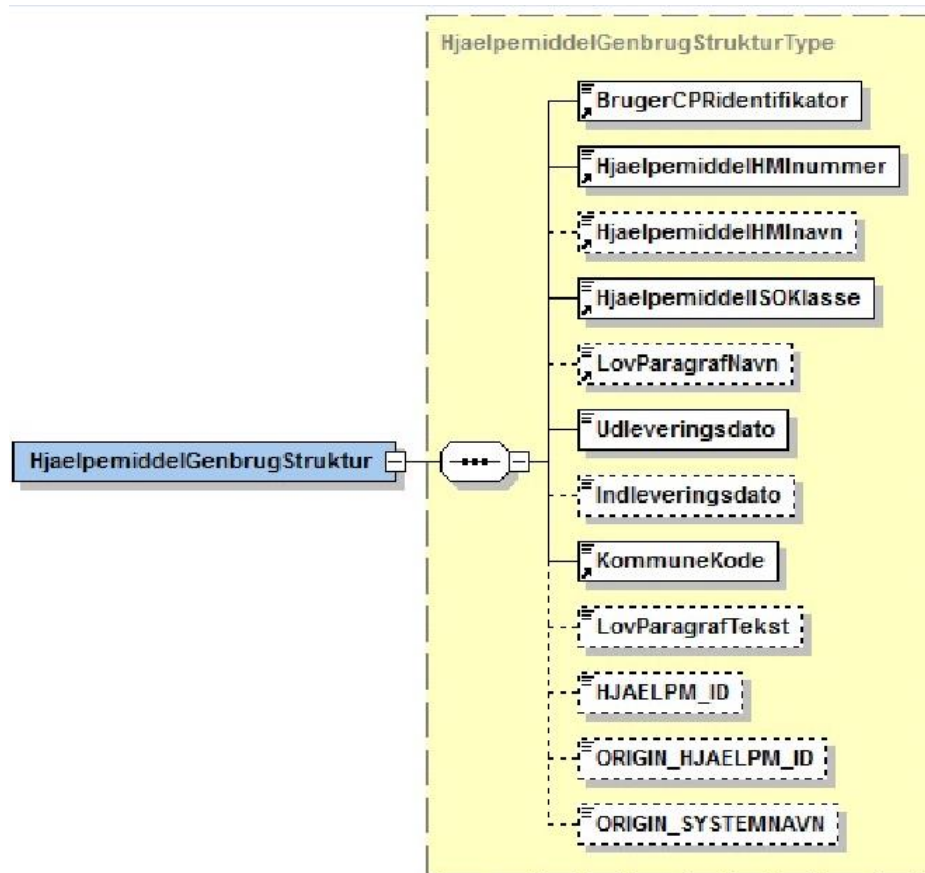 HjaelpemiddelGenbrugStrukturType
BrugerCPRidentifikator
HjaelpemiddelHMInummer
HjaelpemiddelHMInavn
HjaelpemiddelISOKlasse
LovParagrafNavn
Udleveringsdato
HjaelpemiddelGenbrugStruktur
Indleveringsdato
KommuneKode
LovParagrafTekst
HJAELPM_ID
ORIGIN_HJAELPM_ID
ORIGIN_SYSTEMNAVN